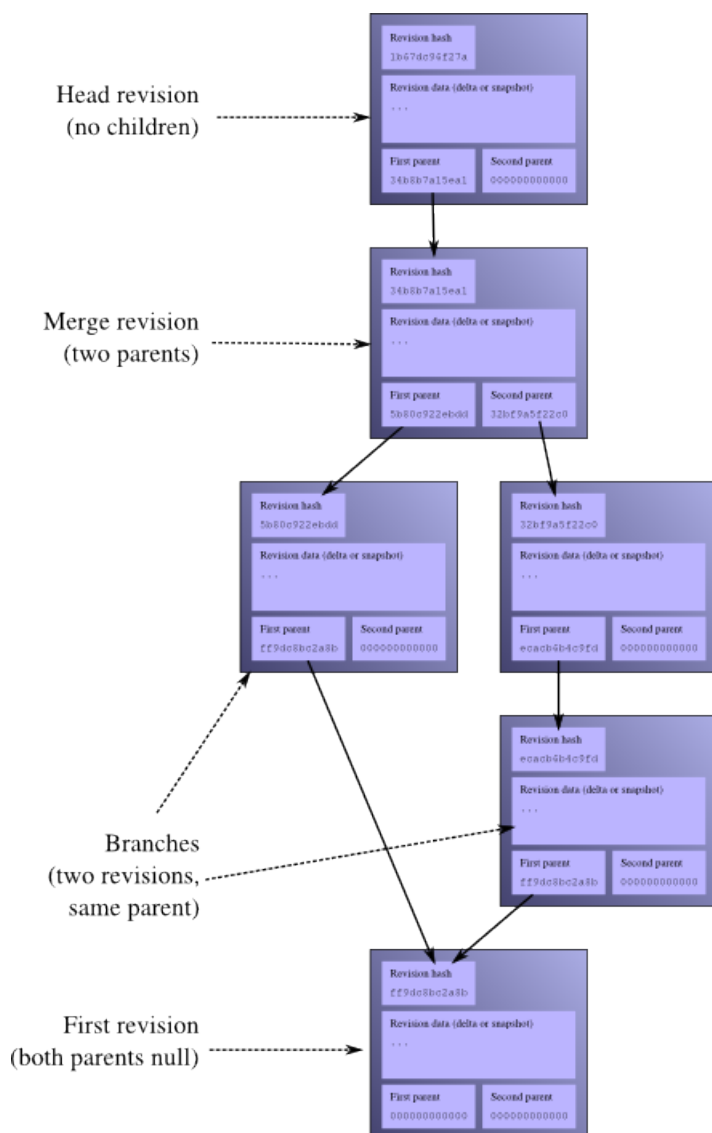 Revision hash
1b67dc96f27a
Revision data (delta or snapshot)
...
First parent
34b8b7a15ea1
Second parent
000000000000
Head revision
(no children)
Revision hash
34b8b7a15ea1
Revision data (delta or snapshot)
...
First parent
5b80c922ebdd
Second parent
32bf9a5f22c0
Merge revision
(two parents)
Revision hash
5b80c922ebdd
Revision data (delta or snapshot)
...
First parent
ff9dc8bc2a8b
Second parent
000000000000
Revision hash
32bf9a5f22c0
Revision data (delta or snapshot)
...
First parent
ecacb6b4c9fd
Second parent
000000000000
Revision hash
ecacb6b4c9fd
Revision data (delta or snapshot)
...
First parent
ff9dc8bc2a8b
Second parent
000000000000
Branches
(two revisions,
same parent)
Revision hash
ff9dc8bc2a8b
Revision data (delta or snapshot)
...
First parent
000000000000
Second parent
000000000000
First revision
(both parents null)